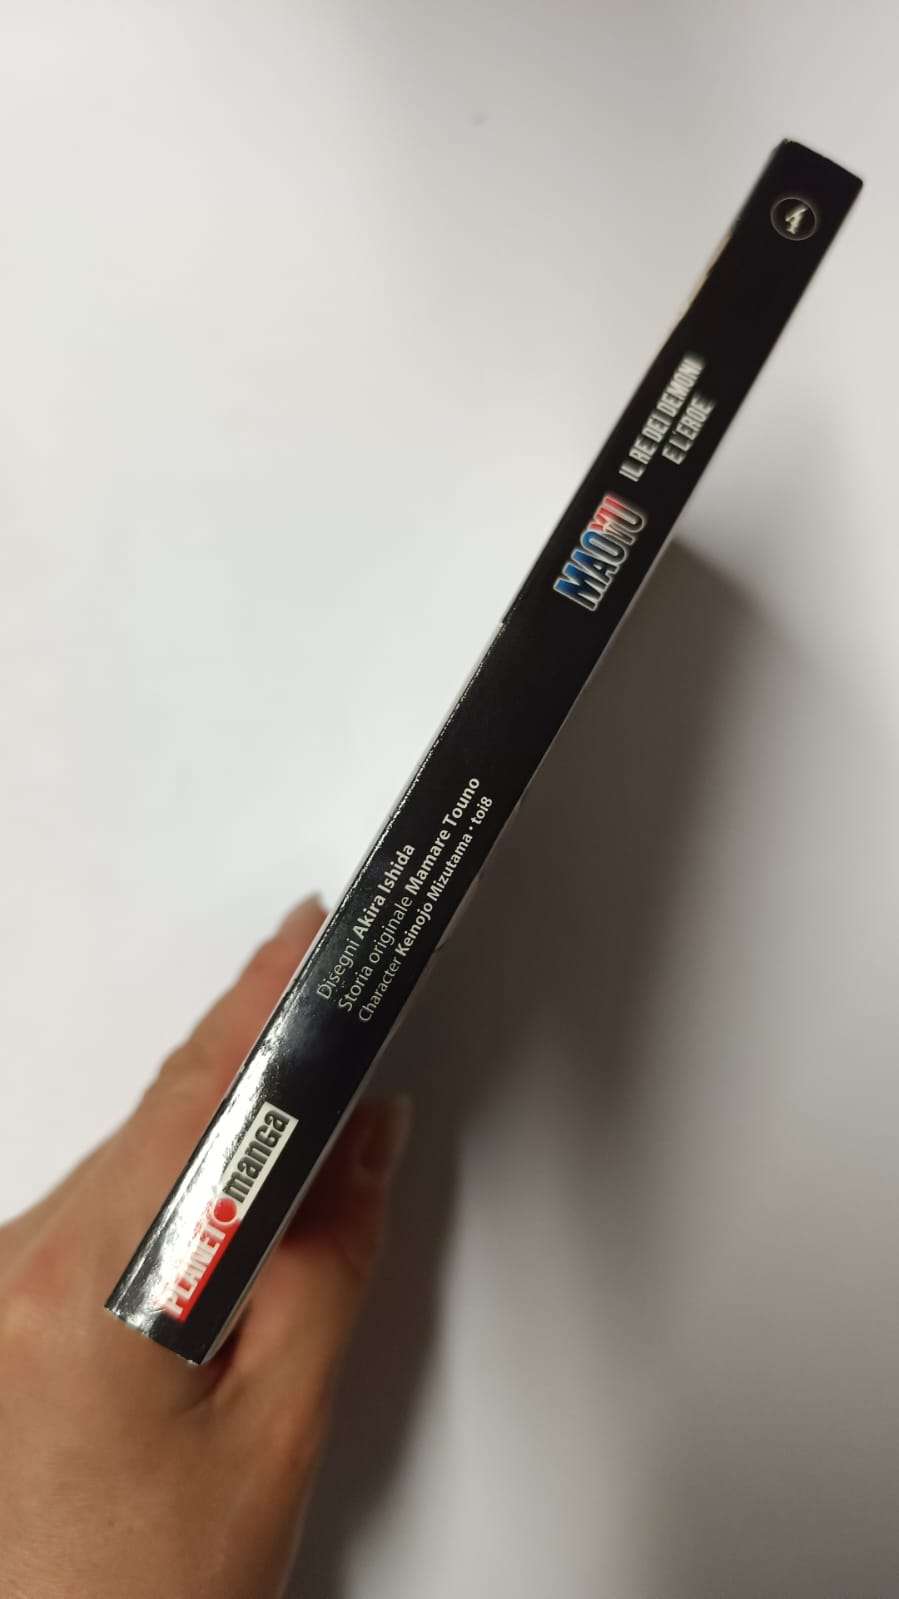 4
MAOYU
IL RE DEI DEMONI
E L'EROE
Disegni Akira Ishida
Storia originale Mamare Touno
Character Keinojo Mizutama • toi8
PLANET manga